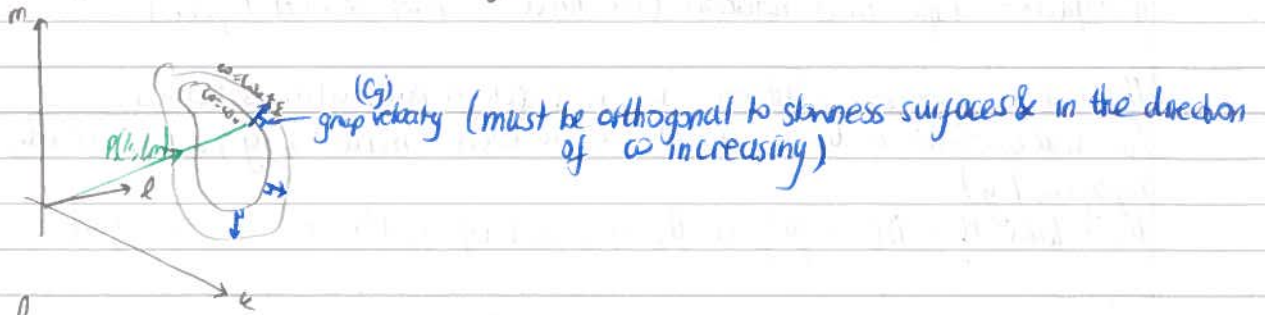 m
ω=ω₀+ε
ω=ω₀
(Cg)
group velocity (must be orthogonal to slowness surfaces & in the direction
of ω increasing)
l
k